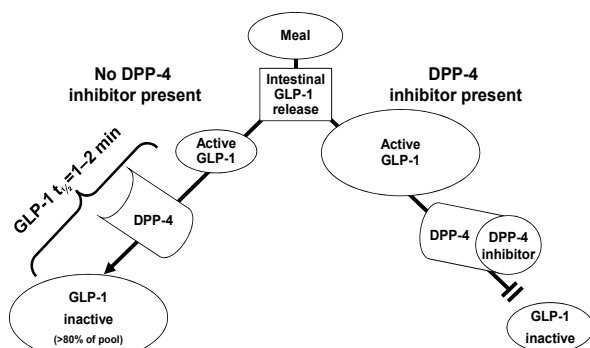 Meal
No DPP-4
inhibitor present
Intestinal
GLP-1
release
DPP-4
inhibitor present
Active
GLP-1
Active
GLP-1
GLP-1 t½=1–2 min
DPP-4
DPP-4
DPP-4
inhibitor
GLP-1
inactive
(>80% of pool)
GLP-1
inactive